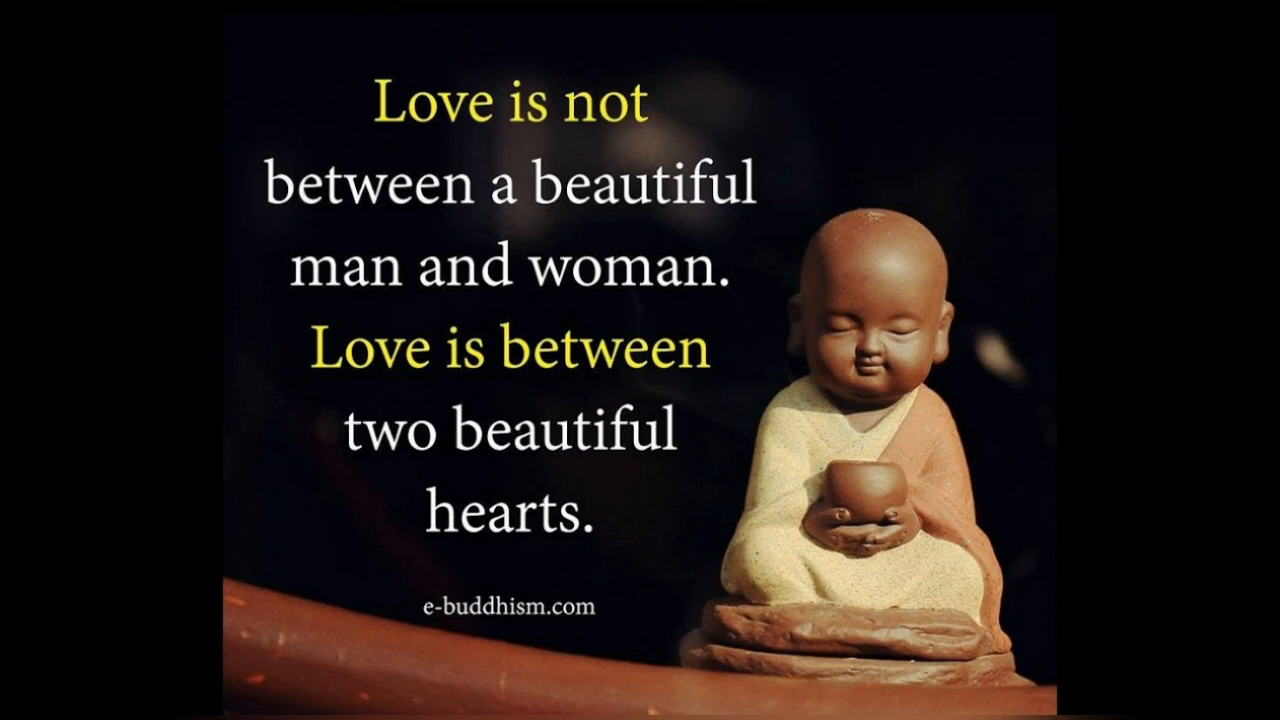 Love is not
between a beautiful
man and woman.
Love is between
two beautiful
hearts.
e-buddhism.com